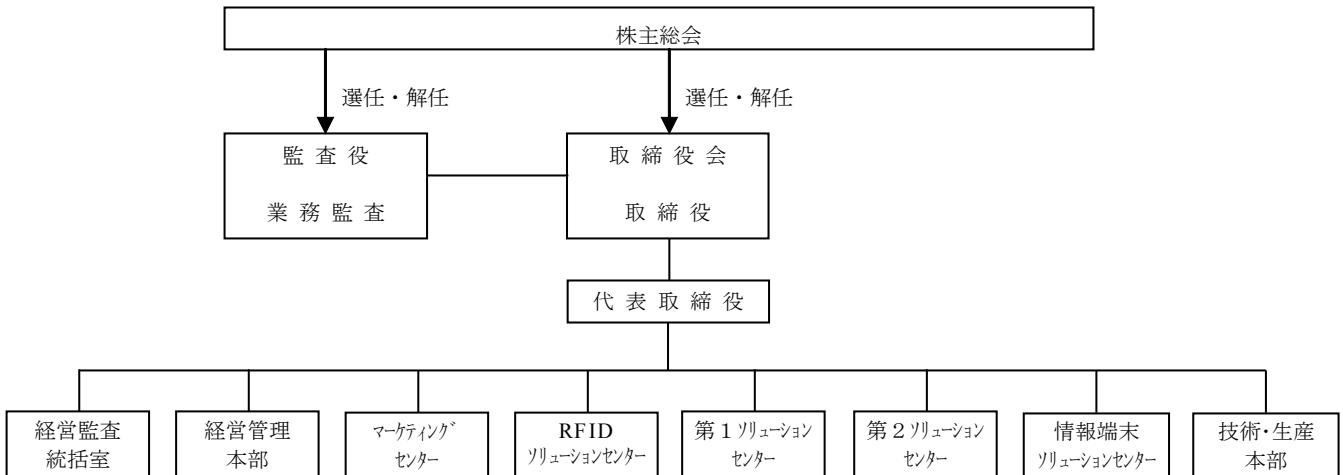 株主総会
選任・解任
選任・解任
監査役
業務監査
取締役会
取締役
代表取締役
経営監査
統括室
経営管理
本部
マーケティング
センター
RFID
ソリューションセンター
第1ソリューション
センター
第2ソリューション
センター
情報端末
ソリューションセンター
技術・生産
本部